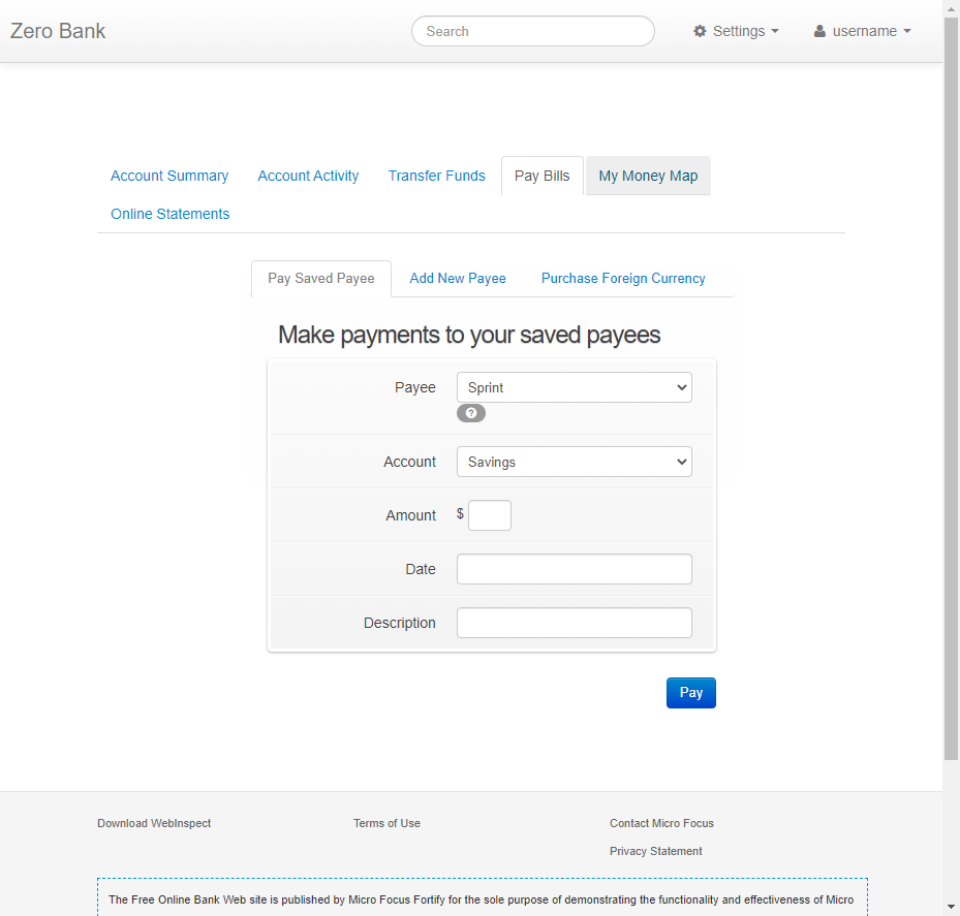 Zero Bank
Search
Settings
username
Account Summary
Account Activity
Transfer Funds
Pay Bills
My Money Map
Online Statements
Pay Saved Payee
Add New Payee
Purchase Foreign Currency
Make payments to your saved payees
Payee
Sprint
?
Account
Savings
Amount
$
Date
Description
Pay
Download WebInspect
Terms of Use
Contact Micro Focus
Privacy Statement
The Free Online Bank Web site is published by Micro Focus Fortify for the sole purpose of demonstrating the functionality and effectiveness of Micro